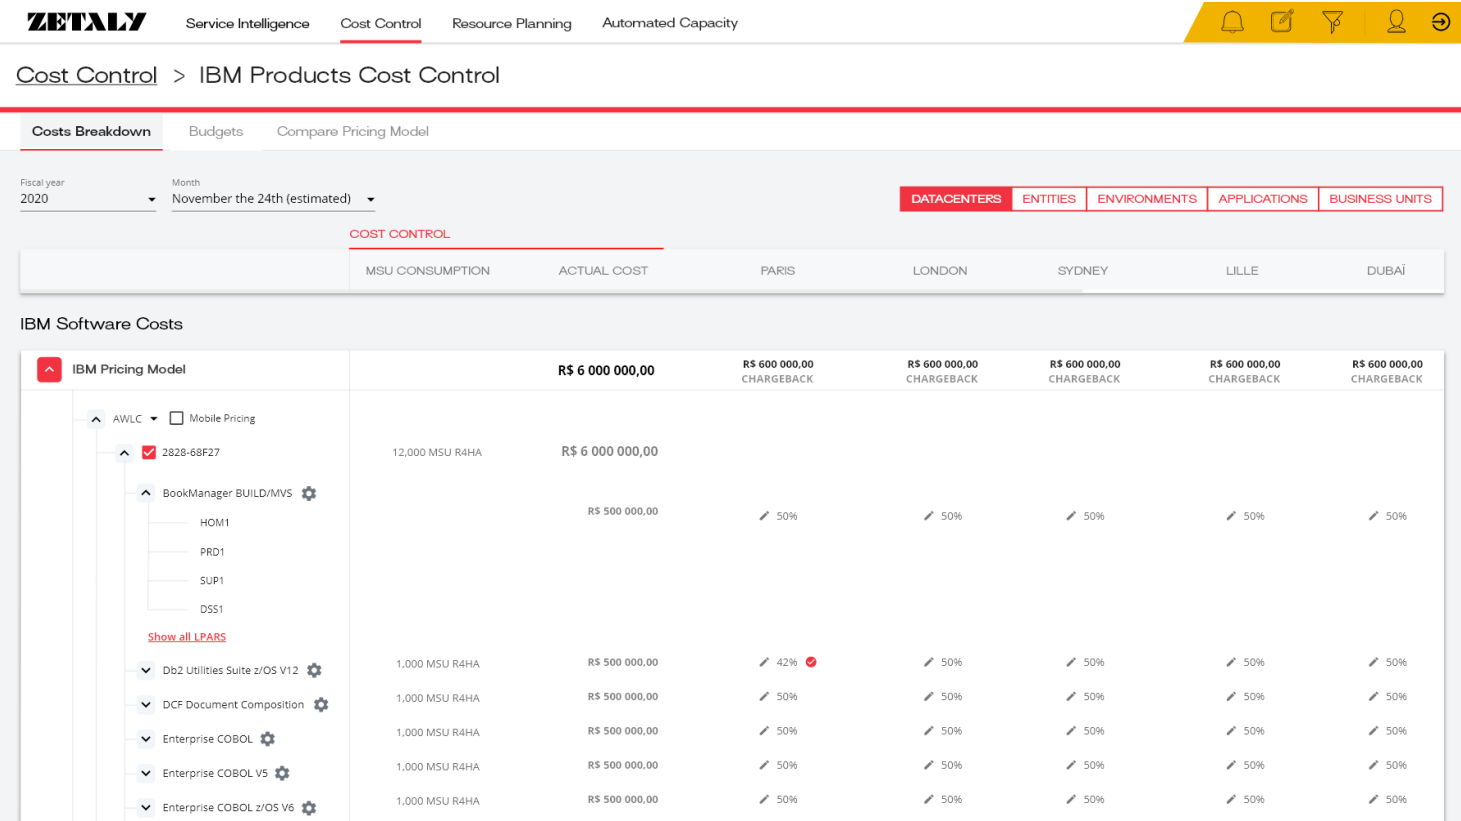 ZETALY Service Intelligence Cost Control Resource Planning Automated Capacity
Cost Control > IBM Products Cost Control
Costs Breakdown Budgets Compare Pricing Model
Fiscal year Month
2020 November the 24th (estimated) DATACENTERS ENTITIES ENVIRONMENTS APPLICATIONS BUSINESS UNITS
COST CONTROL
MSU CONSUMPTION ACTUAL COST PARIS LONDON SYDNEY LILLE DUBAÏ
IBM Software Costs
IBM Pricing Model R$ 6 000 000,00 R$ 600 000,00 R$ 600 000,00 R$ 600 000,00 R$ 600 000,00 R$ 600 000,00
CHARGEBACK CHARGEBACK CHARGEBACK CHARGEBACK CHARGEBACK
AWLC Mobile Pricing
2828-68F27 12,000 MSU R4HA R$ 6 000 000,00
BookManager BUILD/MVS R$ 500 000,00 50% 50% 50% 50% 50%
HOM1
PRD1
SUP1
DSS1
Show all LPARS
Db2 Utilities Suite z/OS V12 1,000 MSU R4HA R$ 500 000,00 42% 50% 50% 50% 50%
DCF Document Composition 1,000 MSU R4HA R$ 500 000,00 50% 50% 50% 50% 50%
Enterprise COBOL 1,000 MSU R4HA R$ 500 000,00 50% 50% 50% 50% 50%
Enterprise COBOL V5 1,000 MSU R4HA R$ 500 000,00 50% 50% 50% 50% 50%
Enterprise COBOL z/OS V6 1,000 MSU R4HA R$ 500 000,00 50% 50% 50% 50% 50%